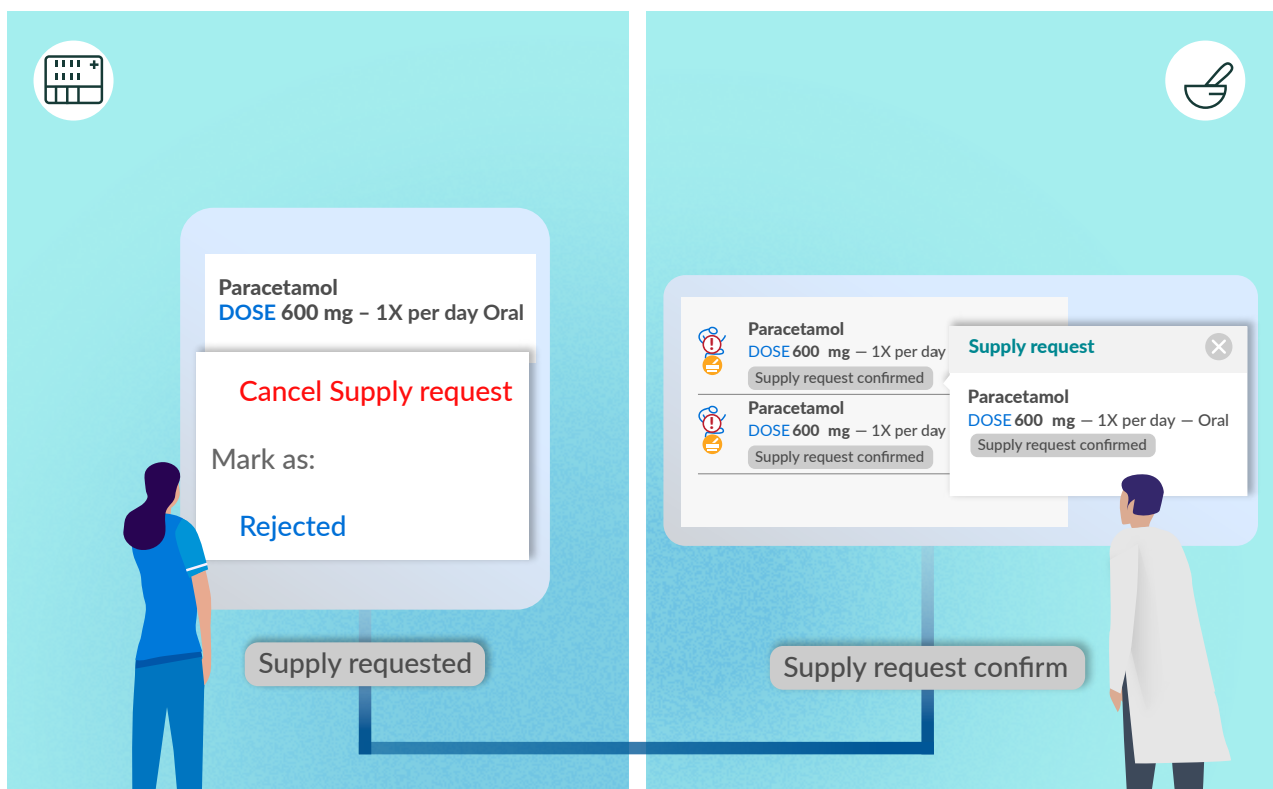 Paracetamol
DOSE 600 mg – 1X per day Oral
Cancel Supply request
Mark as:
Rejected
Supply requested
Paracetamol
DOSE 600 mg — 1X per day
Supply request confirmed
Paracetamol
DOSE 600 mg — 1X per day
Supply request confirmed
Supply request
Paracetamol
DOSE 600 mg — 1X per day — Oral
Supply request confirmed
Supply request confirm